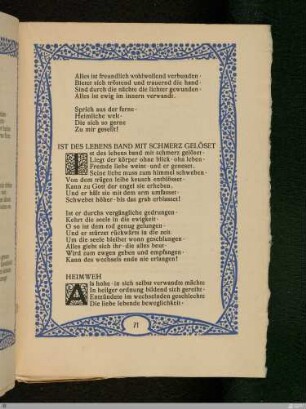 Alles ist freundlich wohlwollend verbunden·
Bietet sich tröstend und trauernd die hand·
Sind durch die nächte die lichter gewunden·
Alles ist ewig im innern verwandt.
Sprich aus der ferne·
Heimliche welt·
Die sich so gerne
Zu mir gesellt!
IST DES LEBENS BAND MIT SCHMERZ GELÖSET
Ist des lebens band mit schmerz gelöset·
Liegt der körper ohne blick· ohn leben·
Fremde liebe weint· und er geneset.
Seine liebe muss zum himmel schweben·
Von dem trägen leibe keusch entblösset·
Kann zu Gott der engel sie erheben.
Und er hält sie mit dem arm umfasset·
Schwebet höher· bis das grab erblasset!
Ist er durchs vergängliche gedrungen·
Kehrt die seele in die ewigkeit·
O so ist dem tod genug gelungen·
Und er stürzet rückwärts in die zeit.
Um die seele bleibet wonn geschlungen·
Alles giebts sich ihr· die alles beut·
Wird zum ewgen geben und empfangen·
Kann des wechsels ende nie erlangen!
HEIMWEH
Als hohe in sich selbst verwandte mächte
In heilger ordnung bildend sich gereiht·
Entzündete im wechselnden geschlechte
Die liebe lebende beweglichkeit·
71